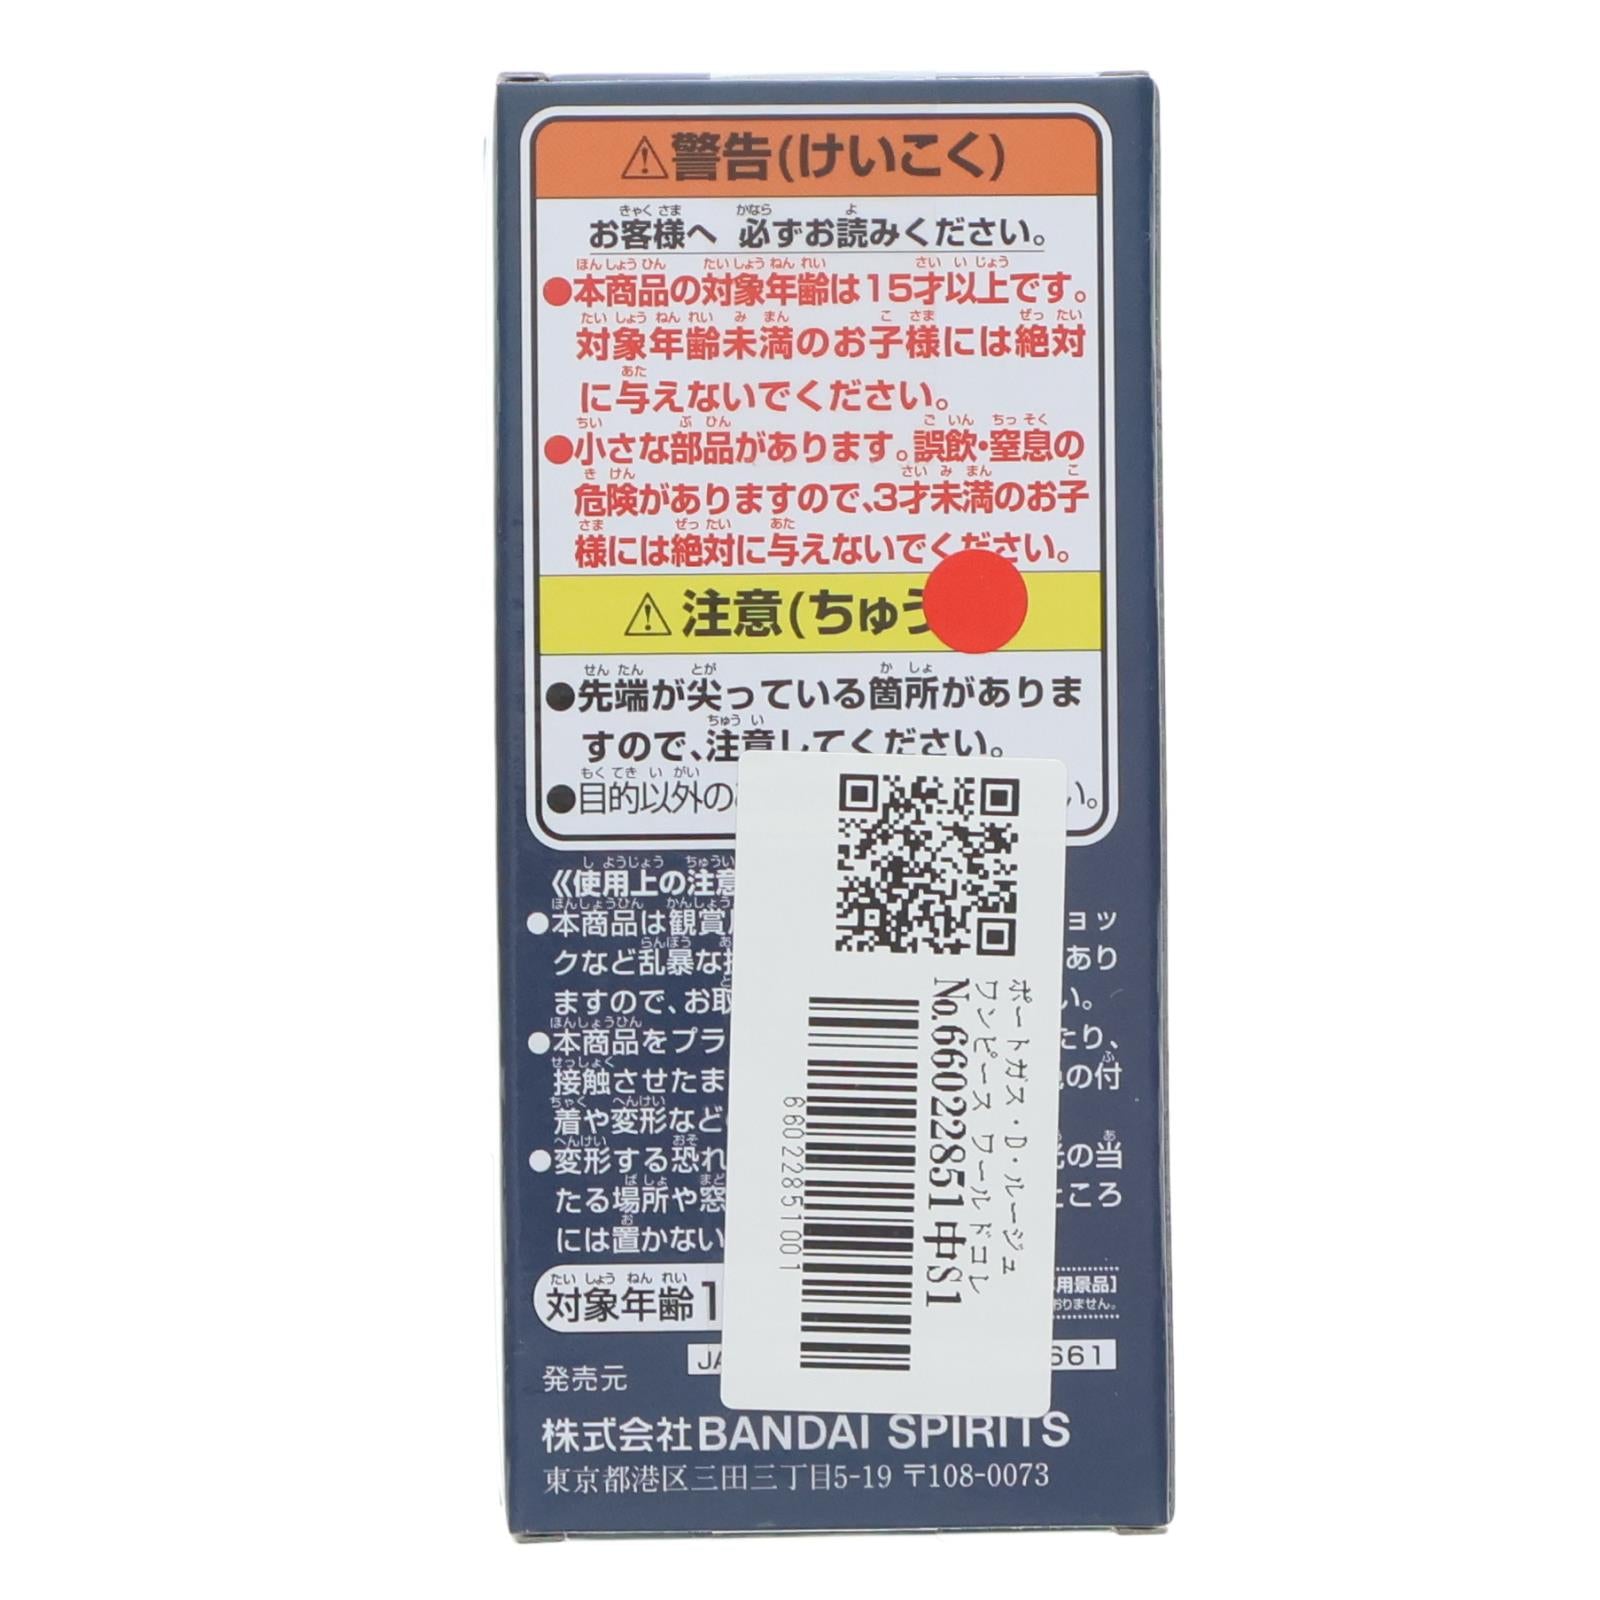 ⚠警告(けいこく)
お客様へ 必ずお読みください。
●本商品の対象年齢は15才以上です。
対象年齢未満のお子様には絶対
に与えないでください。
●小さな部品があります。誤飲・窒息の
危険がありますので、3才未満のお子
様には絶対に与えないでください。
⚠注意(ちゅう
●先端が尖っている箇所がありま
すので、注意してください。
●目的以外の
い。
《使用上の注意
●本商品は観賞
ョッ
クなど乱暴な
あり
ますので、お取
い。
●本商品をプラ
たり、
接触させたま
の付
着や変形など
●変形する恐れ
の当
たる場所や窓
ところ
には置かない
対象年齢1
用景品]
おりません。
JA
661
発売元
株式会社BANDAI SPIRITS
東京都港区三田三丁目5-19 〒108-0073
ポートガス・D・ルージュ
ワンピース ワールドコレ
No.66022851 中S1
66022851001